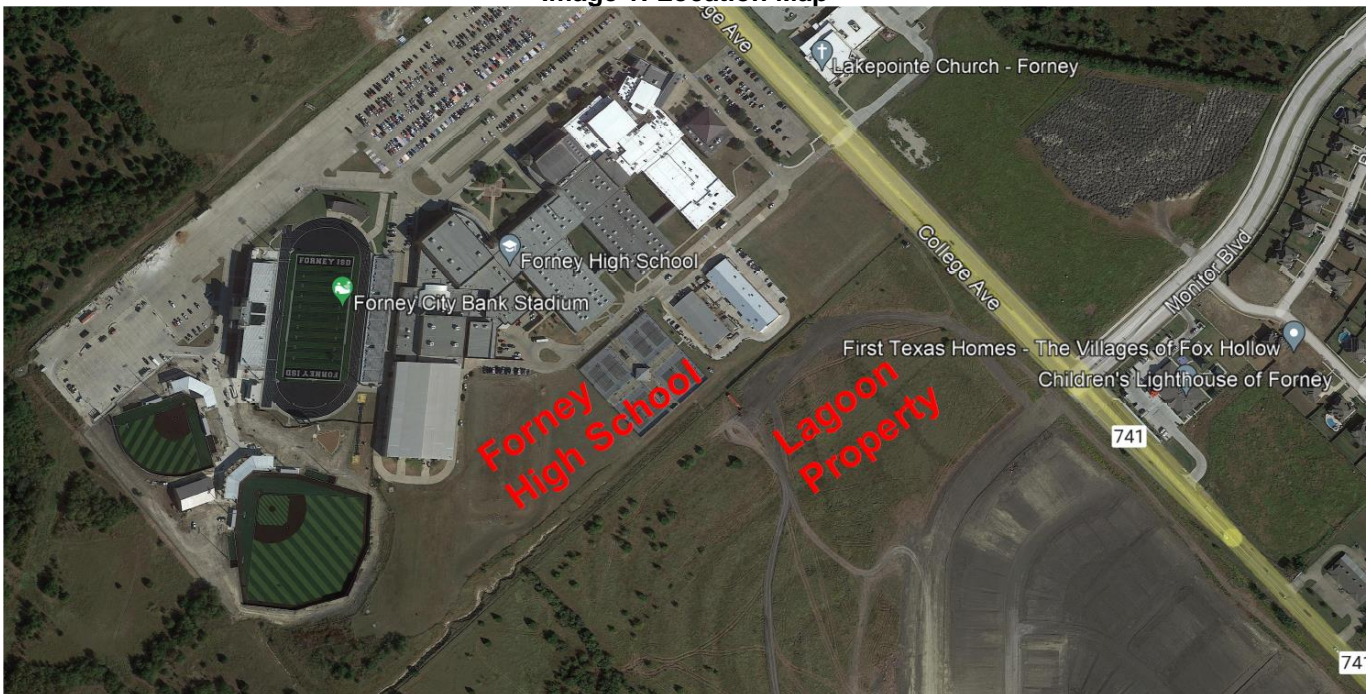 Image 1: Location Map
College Ave
Lakepointe Church - Forney
FORNEY ISD
Forney High School
Forney City Bank Stadium
College Ave
Monitor Blvd
First Texas Homes - The Villages of Fox Hollow
Children's Lighthouse of Forney
FORNEY ISD
Forney
High School
Lagoon
Property
741
741